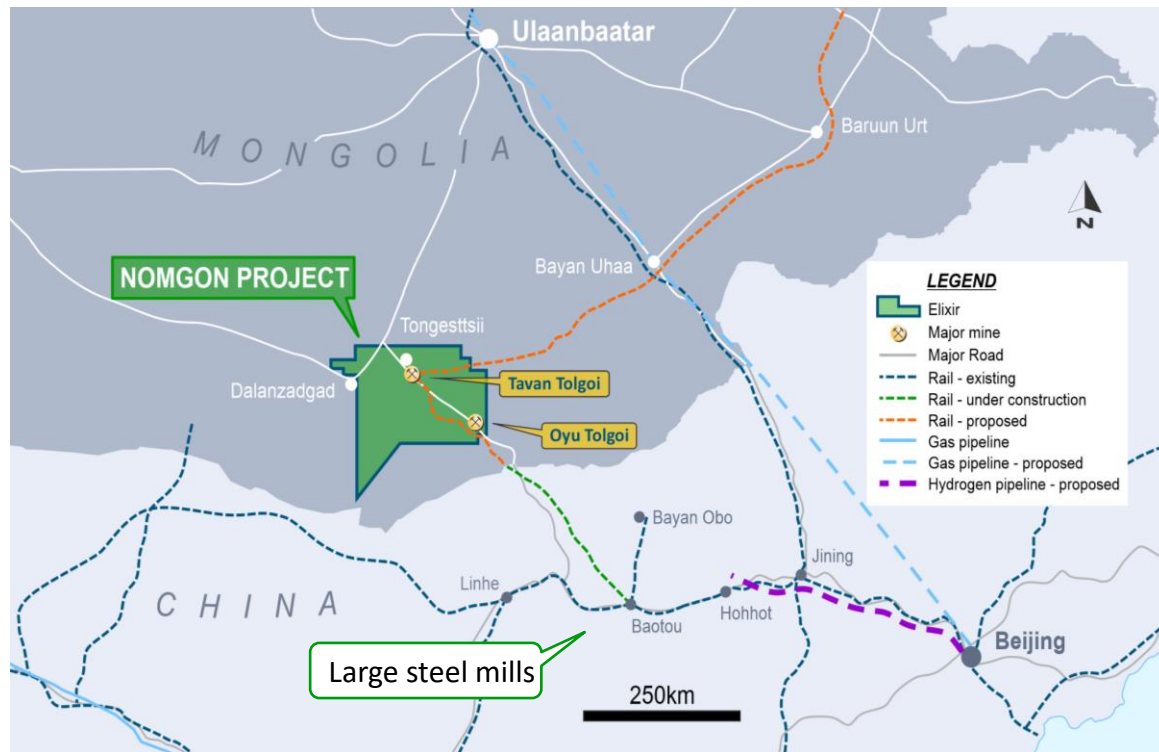 Ulaanbaatar
MONGOLIA
Baruun Urt
N
Bayan Uhaa
NOMGON PROJECT
Tongesttsii
Dalanzadgad
Tavan Tolgoi
Oyu Tolgoi
LEGEND
Elixir
Major mine
Major Road
Rail - existing
Rail - under construction
Rail - proposed
Gas pipeline
Gas pipeline - proposed
Hydrogen pipeline - proposed
Bayan Obo
Jining
Linhe
CHINA
Hohhot
Baotou
Beijing
Large steel mills
250km